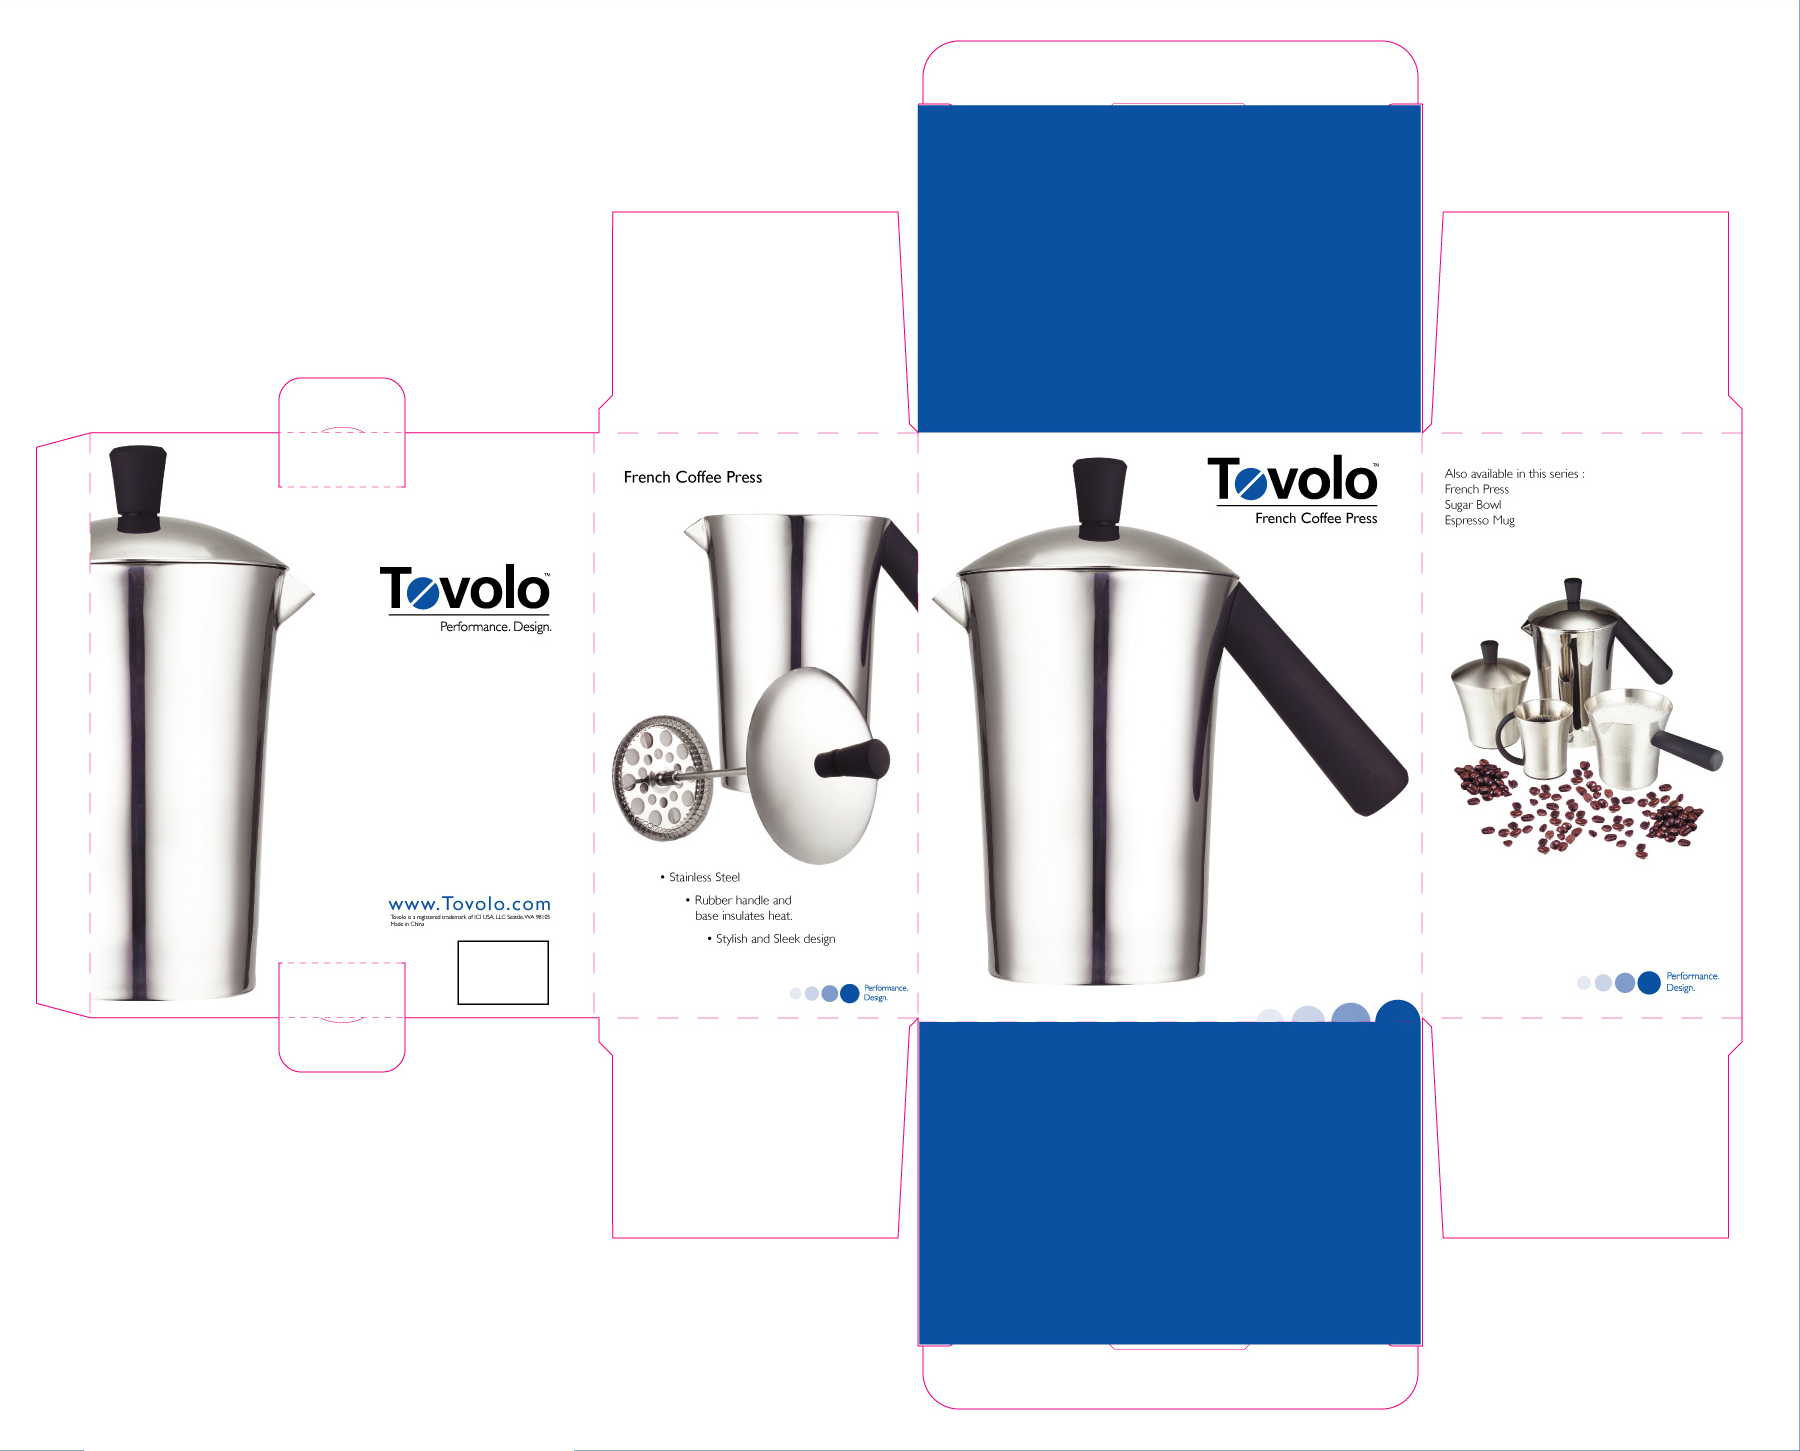 Tovolo™
Performance. Design.
www.Tovolo.com
Tovolo is a registered trademark of ICI USA, LLC Seattle, WA 98105
Made in China
French Coffee Press
• Stainless Steel
• Rubber handle and
base insulates heat.
• Stylish and Sleek design
Performance.
Design.
Tovolo™
French Coffee Press
Also available in this series :
French Press
Sugar Bowl
Espresso Mug
Performance.
Design.